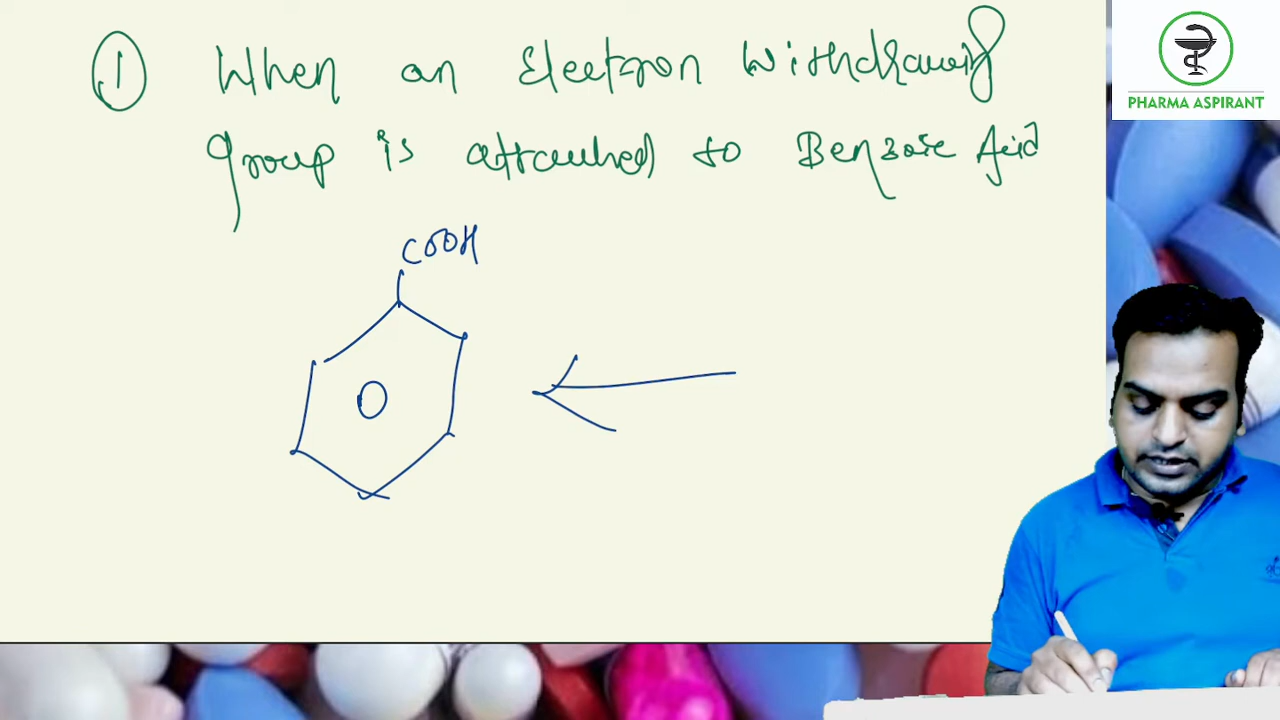 ① When an Electron Withdrawing
group is attached to Benzoic Acid
COOH
PHARMA ASPIRANT